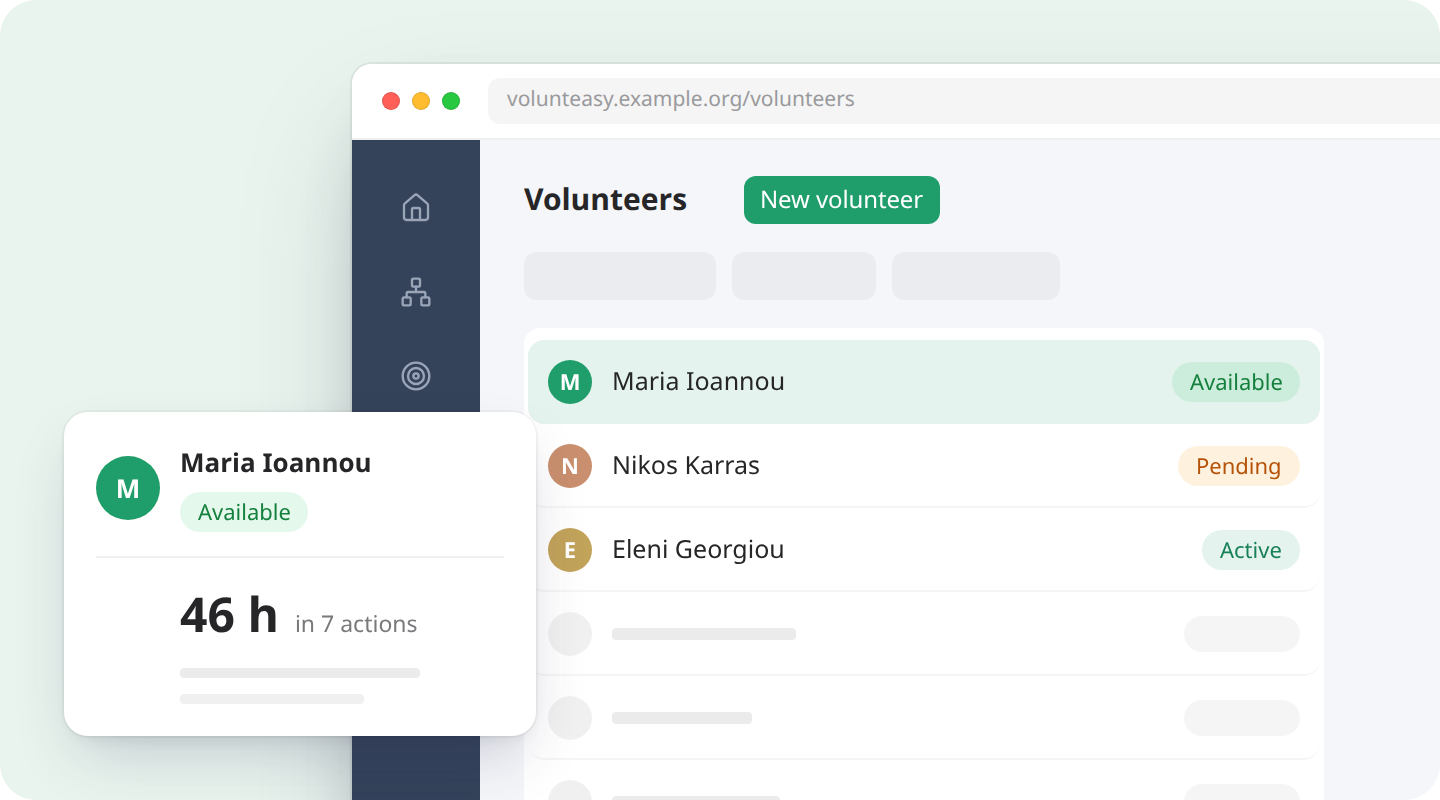 volunteasy.example.org/volunteers
Volunteers
New volunteer
M Maria Ioannou Available
N Nikos Karras Pending
E Eleni Georgiou Active
M
Maria Ioannou
Available
46 h in 7 actions